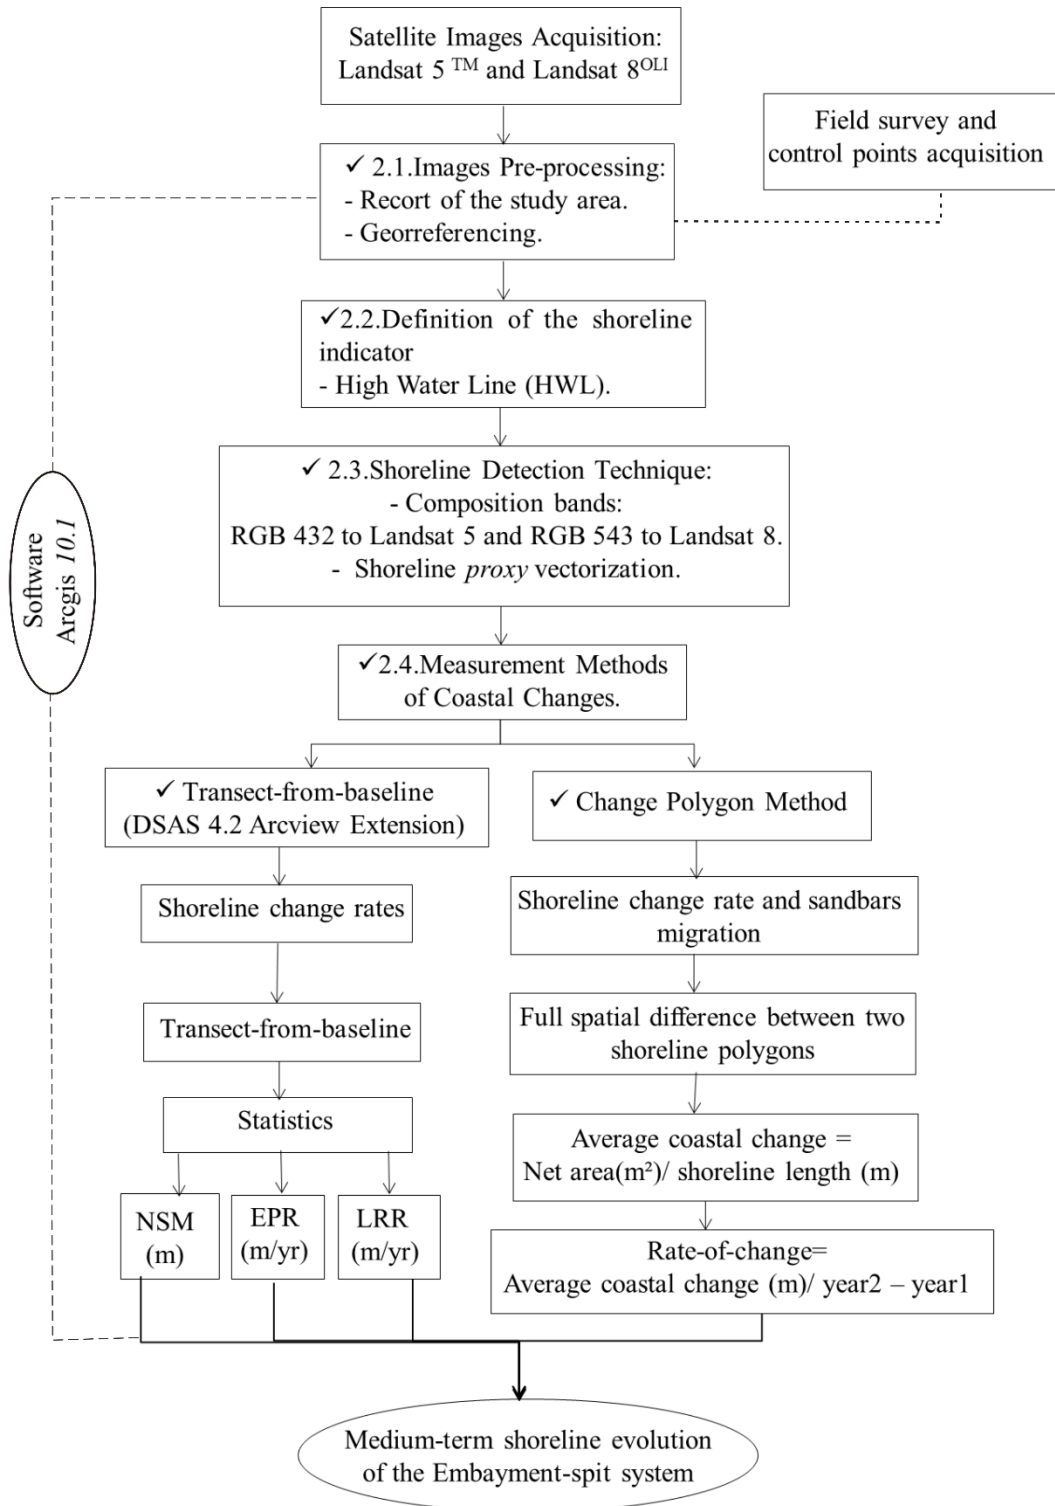 Satellite Images Acquisition:
Landsat 5 TM and Landsat 8OLI
Field survey and
control points acquisition
✓ 2.1.Images Pre-processing:
- Recort of the study area.
- Georreferencing.
✓2.2.Definition of the shoreline
indicator
- High Water Line (HWL).
✓ 2.3.Shoreline Detection Technique:
- Composition bands:
RGB 432 to Landsat 5 and RGB 543 to Landsat 8.
- Shoreline proxy vectorization.
Software
Arcgis 10.1
✓2.4.Measurement Methods
of Coastal Changes.
✓ Transect-from-baseline
(DSAS 4.2 Arcview Extension)
Shoreline change rates
Transect-from-baseline
Statistics
NSM
(m)
EPR
(m/yr)
LRR
(m/yr)
✓ Change Polygon Method
Shoreline change rate and sandbars
migration
Full spatial difference between two
shoreline polygons
Average coastal change =
Net area(m²)/ shoreline length (m)
Rate-of-change=
Average coastal change (m)/ year2 – year1
Medium-term shoreline evolution
of the Embayment-spit system